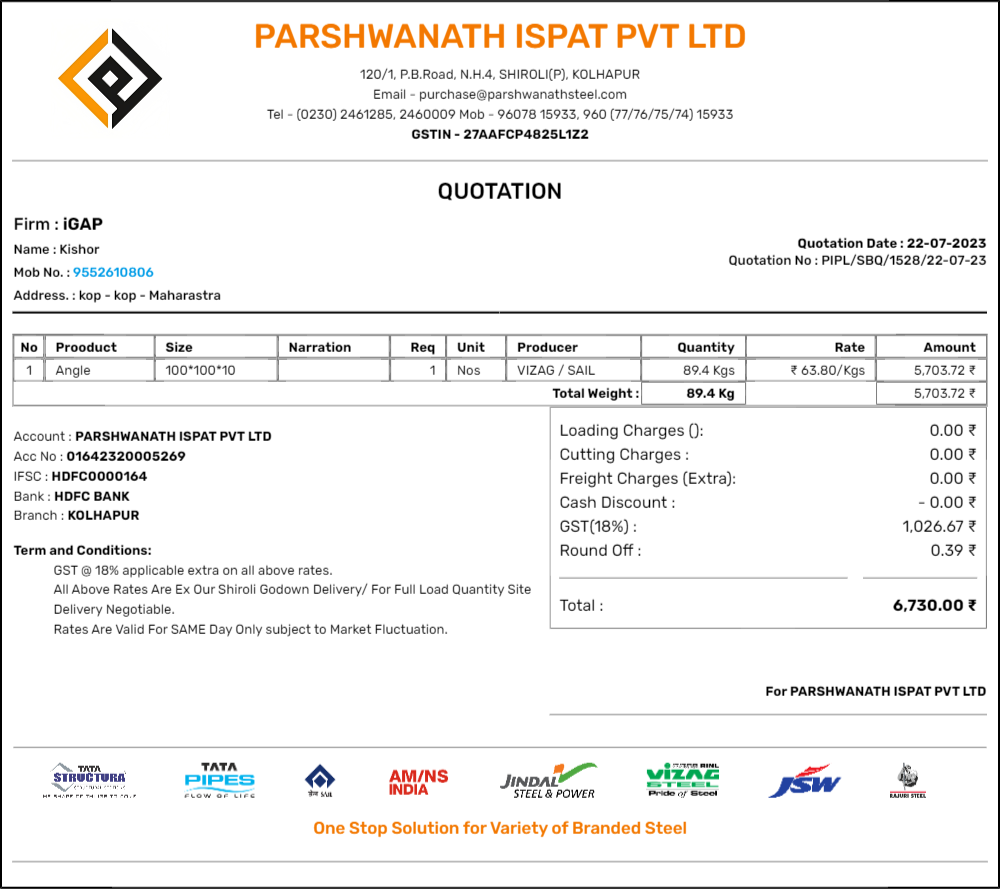 PARSHWANATH ISPAT PVT LTD
120/1, P.B.Road, N.H.4, SHIROLI(P), KOLHAPUR
Email - purchase@parshwanathsteel.com
Tel - (0230) 2461285, 2460009 Mob - 96078 15933, 960 (77/76/75/74) 15933
GSTIN - 27AAFCP4825L1Z2
QUOTATION
Firm : iGAP
Name : Kishor
Mob No. : 9552610806
Address. : kop - kop - Maharastra
Quotation Date : 22-07-2023
Quotation No : PIPL/SBQ/1528/22-07-23
No Prooduct Size Narration Req Unit Producer Quantity Rate Amount
1 Angle 100*100*10 1 Nos VIZAG / SAIL 89.4 Kgs ₹ 63.80/Kgs 5,703.72 ₹
Total Weight : 89.4 Kg 5,703.72 ₹
Account : PARSHWANATH ISPAT PVT LTD
Acc No : 01642320005269
IFSC : HDFC0000164
Bank : HDFC BANK
Branch : KOLHAPUR
Term and Conditions:
GST @ 18% applicable extra on all above rates.
All Above Rates Are Ex Our Shiroli Godown Delivery/ For Full Load Quantity Site
Delivery Negotiable.
Rates Are Valid For SAME Day Only subject to Market Fluctuation.
Loading Charges (): 0.00 ₹
Cutting Charges : 0.00 ₹
Freight Charges (Extra): 0.00 ₹
Cash Discount : - 0.00 ₹
GST(18%) : 1,026.67 ₹
Round Off : 0.39 ₹
Total : 6,730.00 ₹
For PARSHWANATH ISPAT PVT LTD
TATA
STRUCTURA
TATA
PIPES
FLOW OF LIFE
सेल SAIL
AM/NS
INDIA
JINDAL
STEEL & POWER
RINL
VIZAG
STEEL
Pride of Steel
JSW
RAJURI STEEL
One Stop Solution for Variety of Branded Steel